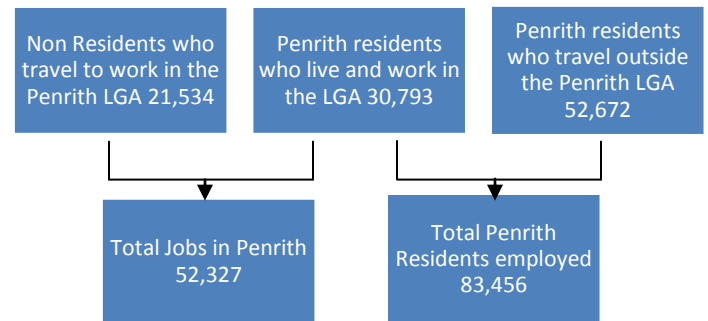 Non Residents who
travel to work in the
Penrith LGA 21,534
Penrith residents
who live and work in
the LGA 30,793
Penrith residents
who travel outside
the Penrith LGA
52,672
Total Jobs in Penrith
52,327
Total Penrith
Residents employed
83,456